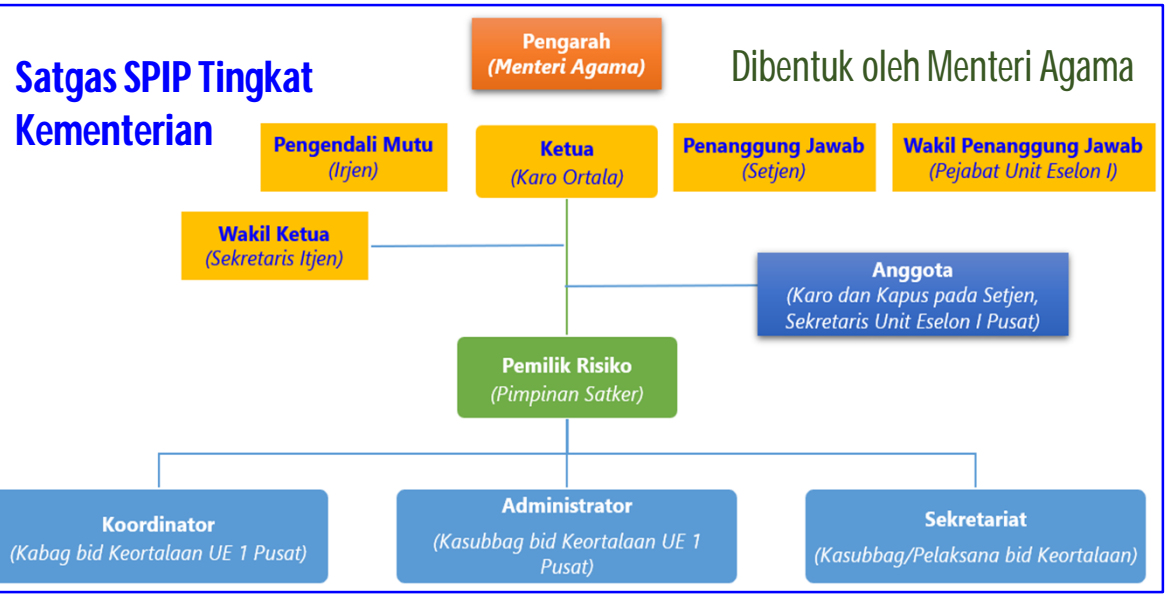 Pengarah
(Menteri Agama)
Satgas SPIP Tingkat
Kementerian
Dibentuk oleh Menteri Agama
Pengendali Mutu
(Irjen)
Ketua
(Karo Ortala)
Penanggung Jawab
(Setjen)
Wakil Penanggung Jawab
(Pejabat Unit Eselon I)
Wakil Ketua
(Sekretaris Itjen)
Anggota
(Karo dan Kapus pada Setjen,
Sekretaris Unit Eselon I Pusat)
Pemilik Risiko
(Pimpinan Satker)
Koordinator
(Kabag bid Keortalaan UE 1 Pusat)
Administrator
(Kasubbag bid Keortalaan UE 1
Pusat)
Sekretariat
(Kasubbag/Pelaksana bid Keortalaan)